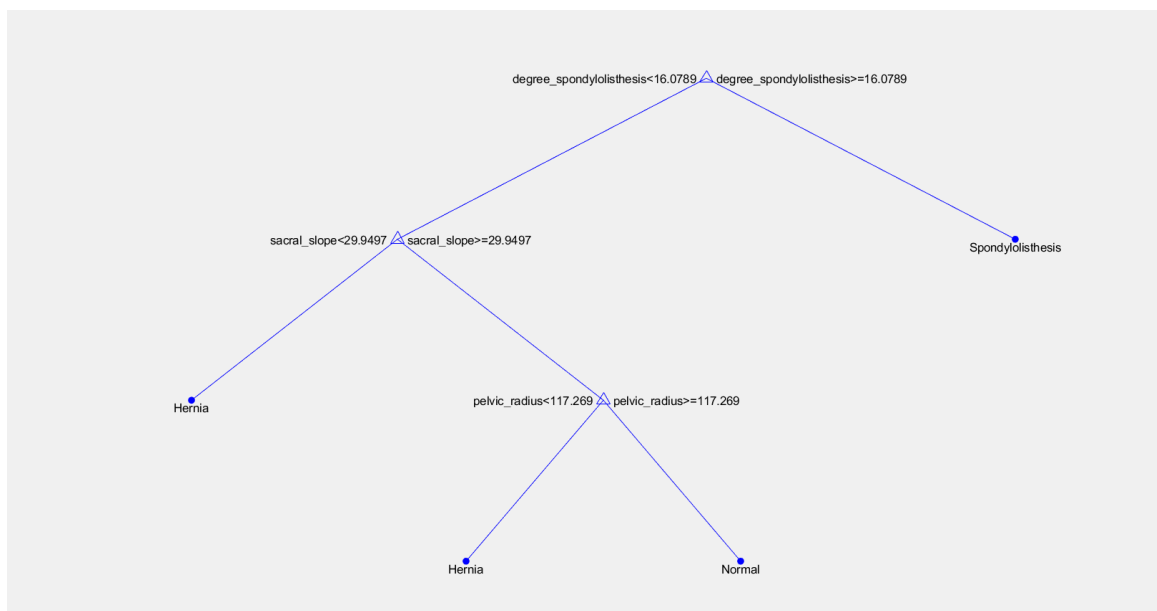 degree_spondylolisthesis<16.0789 degree_spondylolisthesis>=16.0789
sacral_slope<29.9497 sacral_slope>=29.9497
Spondylolisthesis
Hernia
pelvic_radius<117.269 pelvic_radius>=117.269
Hernia
Normal